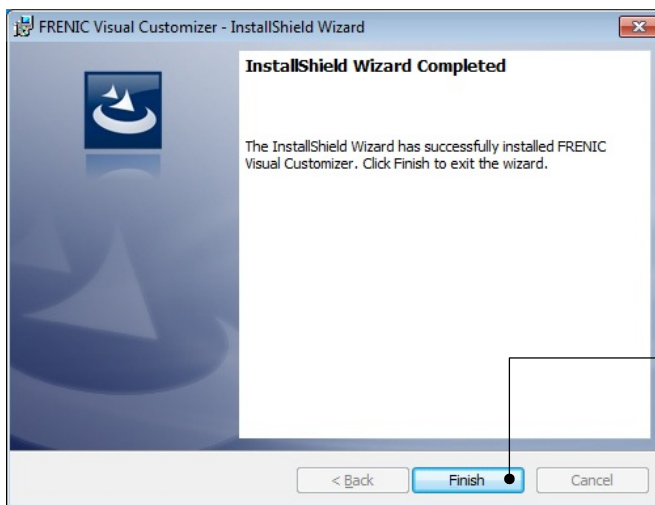 FRENIC Visual Customizer - InstallShield Wizard
InstallShield Wizard Completed
The InstallShield Wizard has successfully installed FRENIC
Visual Customizer. Click Finish to exit the wizard.
< Back
Finish
Cancel